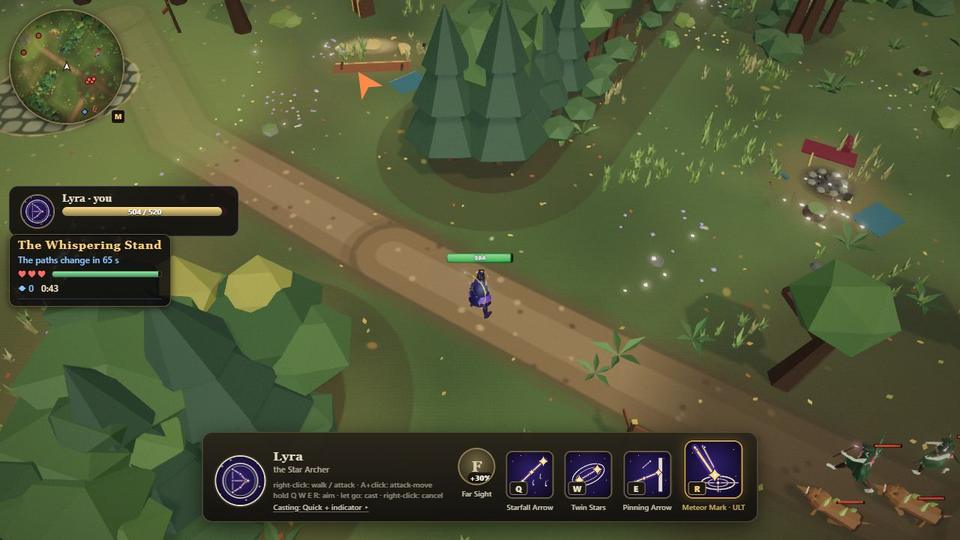 M
Lyra · you
504 / 520
The Whispering Stand
The paths change in 65 s
0 0:43
504
Lyra
the Star Archer
right-click: walk / attack · A+click: attack-move
hold Q W E R: aim · let go: cast · right-click: cancel
Casting: Quick + indicator
F
+30%
Far Sight
Q
Starfall Arrow
W
Twin Stars
E
Pinning Arrow
R
Meteor Mark · ULT